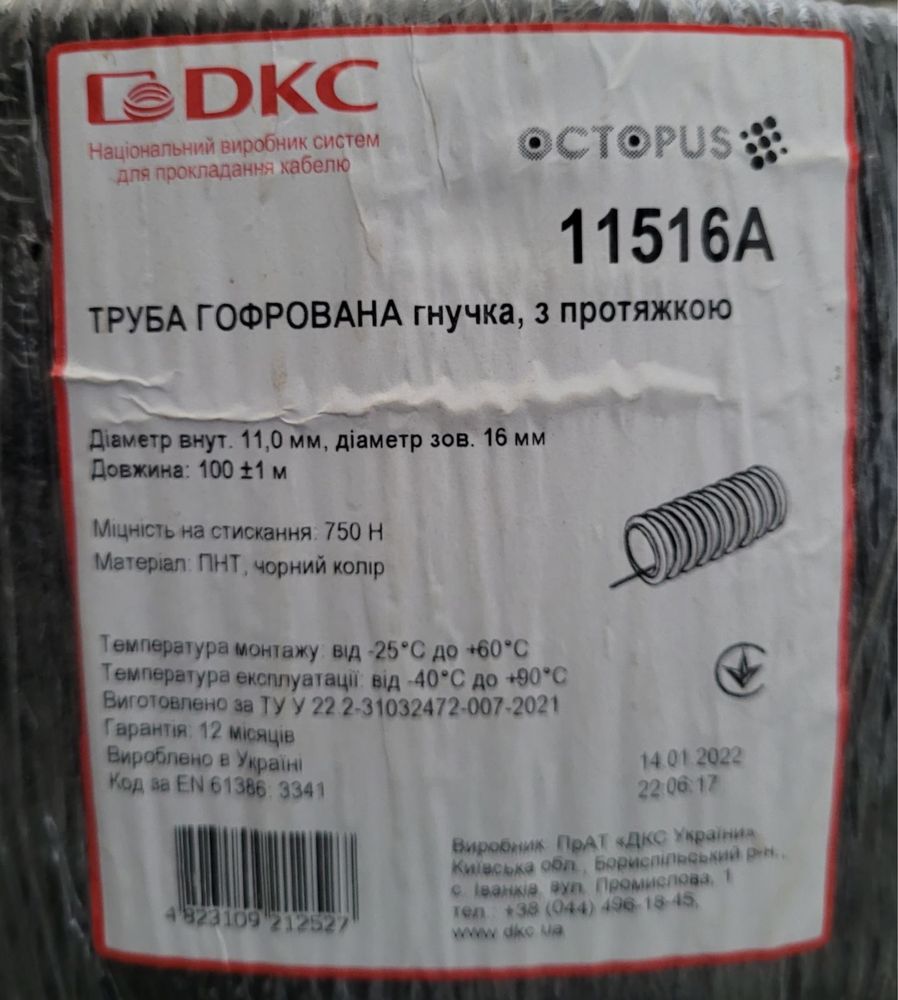 DKC
Національний виробник систем
для прокладання кабелю
OCTOPUS
11516A
ТРУБА ГОФРОВАНА гнучка, з протяжкою
Діаметр внут. 11,0 мм, діаметр зов. 16 мм
Довжина: 100 ±1 м
Міцність на стискання: 750 Н
Матеріал: ПНТ, чорний колір
Температура монтажу: від -25°С до +60°С
Температура експлуатації: від -40°С до +90°С
Виготовлено за ТУ У 22.2-31032472-007-2021
Гарантія: 12 місяців
Вироблено в Україні
Код за EN 61386: 3341
14.01.2022
22:06:17
Виробник: ПрАТ «ДКС України»
Київська обл., Бориспільський р-н.,
с. Іванків, вул. Промислова, 1
тел.: +38 (044) 496-18-45,
www.dkc.ua
4 823109 212527